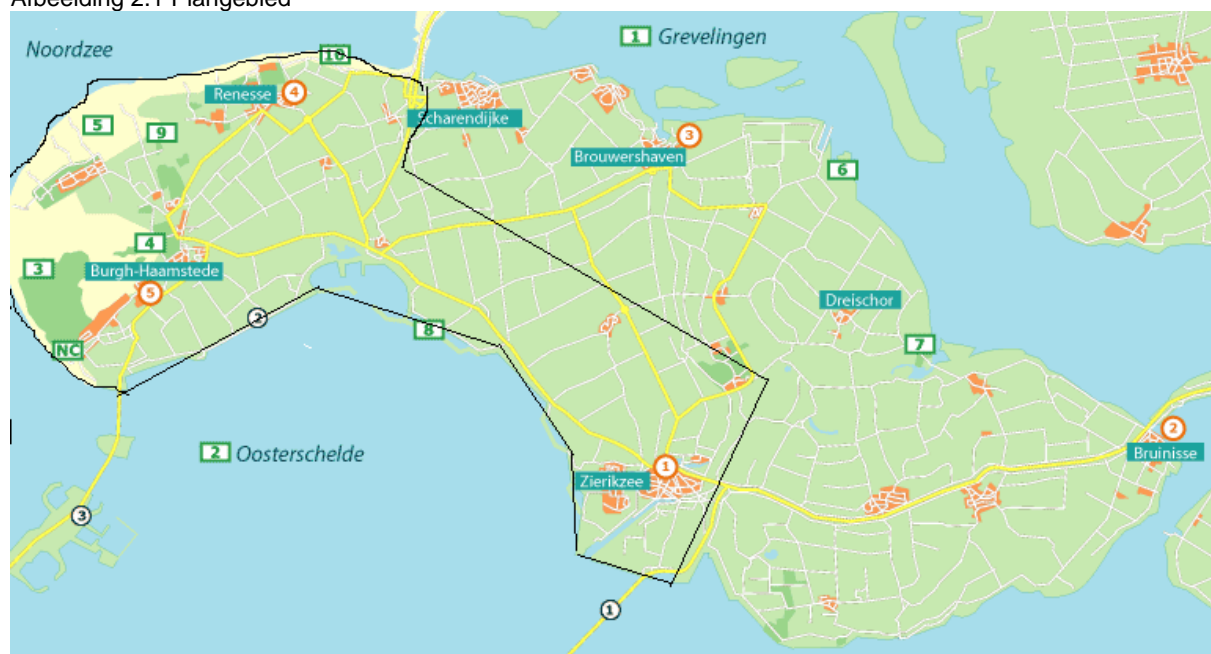 Afbeelding 2.1 Plangebied
Noordzee
1 Grevelingen
10
Renesse 4
5
9
Scharendijke
3
Brouwershaven
6
4
3
Burgh-Haamstede
5
2
8
Dreischor
7
NC
2 Oosterschelde
2
Bruinisse
1
Zierikzee
3
1